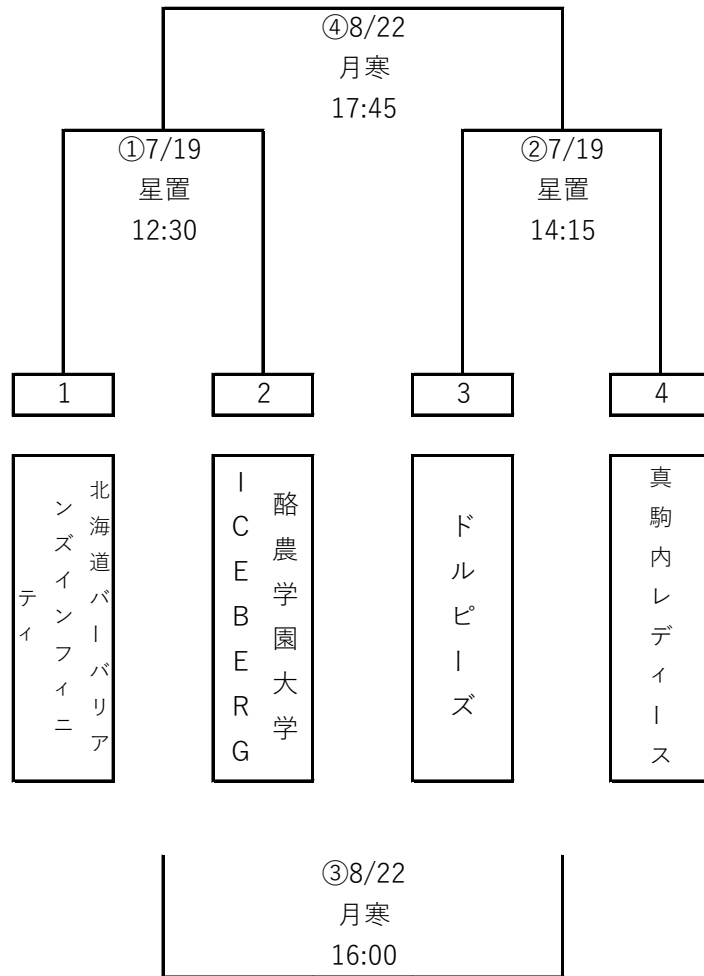 ④8/22
月寒
17:45
①7/19
星置
12:30
②7/19
星置
14:15
1
2
3
4
北海道バーバリア
ンズインフィニ
ティ
酪農学園大学
ICEBERG
ドルピーズ
真駒内レディース
③8/22
月寒
16:00